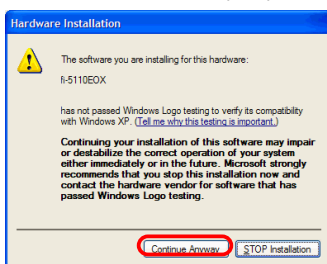 Hardware Installation
The software you are installing for this hardware:
fi-5110EOX
has not passed Windows Logo testing to verify its compatibility
with Windows XP. (Tell me why this testing is important.)
Continuing your installation of this software may impair
or destabilize the correct operation of your system
either immediately or in the future. Microsoft strongly
recommends that you stop this installation now and
contact the hardware vendor for software that has
passed Windows Logo testing.
Continue Anyway
STOP Installation